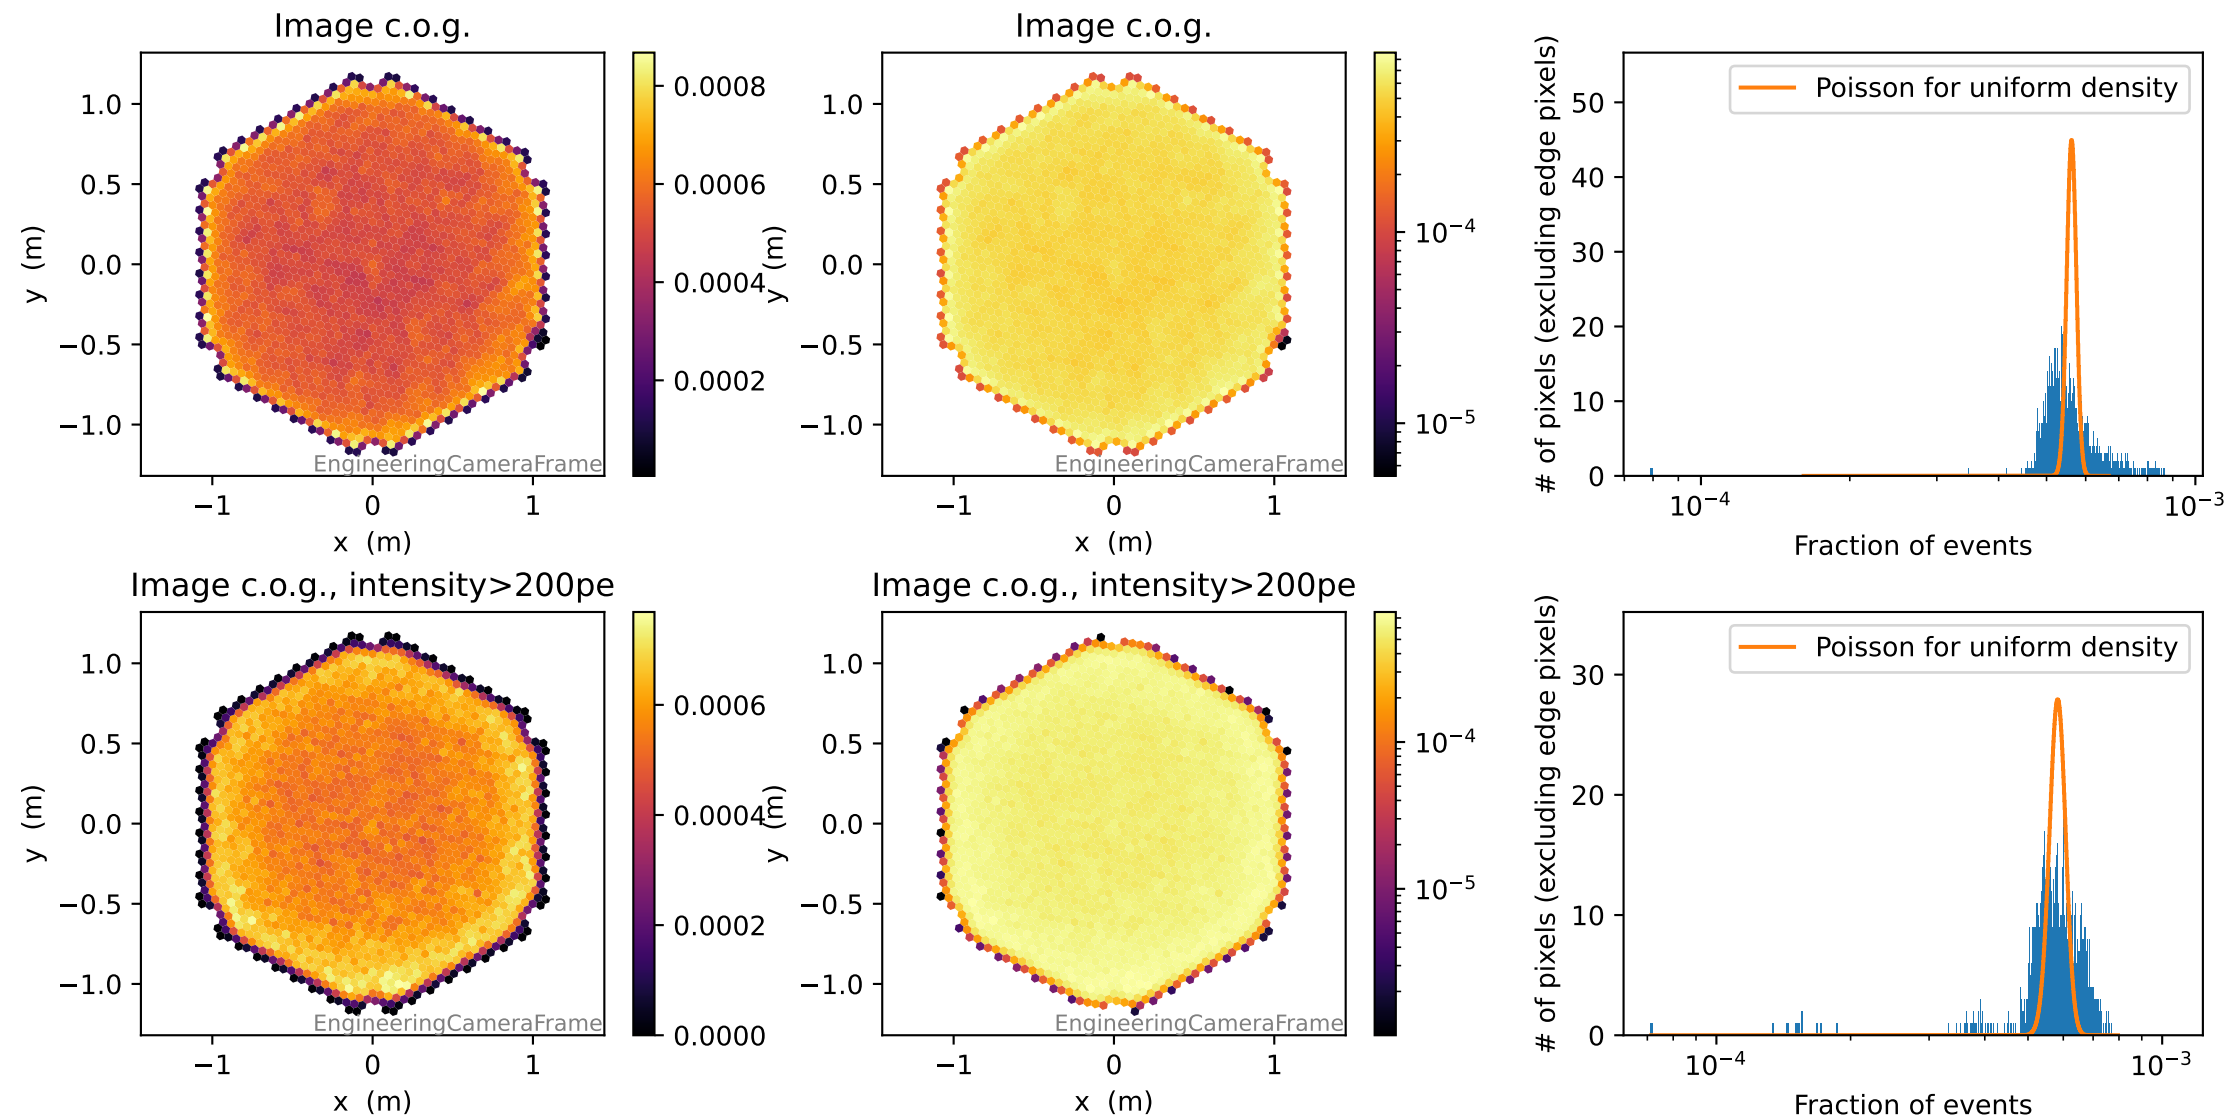 Image c.o.g.
1.0
0.5
0.0
−0.5
−1.0
y (m)
−1
0
1
x (m)
EngineeringCameraFrame
0.0008
0.0006
0.0004
0.0002
Image c.o.g.
1.0
0.5
0.0
−0.5
−1.0
y (m)
−1
0
1
x (m)
EngineeringCameraFrame
10⁻⁴
10⁻⁵
# of pixels (excluding edge pixels)
50
40
30
20
10
0
Poisson for uniform density
10⁻⁴
10⁻³
Fraction of events
Image c.o.g., intensity>200pe
1.0
0.5
0.0
−0.5
−1.0
y (m)
−1
0
1
x (m)
EngineeringCameraFrame
0.0006
0.0004
0.0002
0.0000
Image c.o.g., intensity>200pe
1.0
0.5
0.0
−0.5
−1.0
y (m)
−1
0
1
x (m)
EngineeringCameraFrame
10⁻⁴
10⁻⁵
# of pixels (excluding edge pixels)
30
20
10
0
Poisson for uniform density
10⁻⁴
10⁻³
Fraction of events